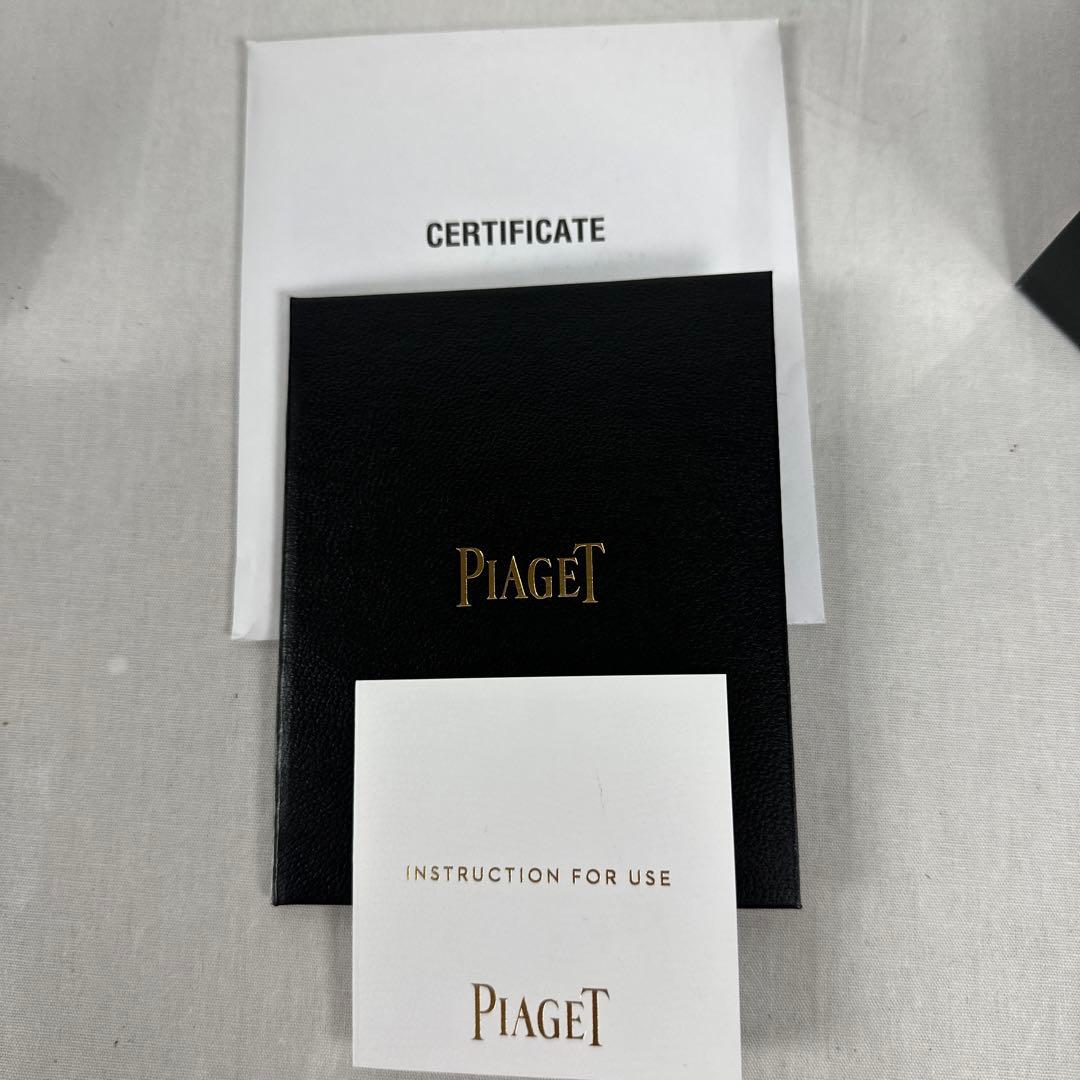 CERTIFICATE
PIAGET
INSTRUCTION FOR USE
PIAGET